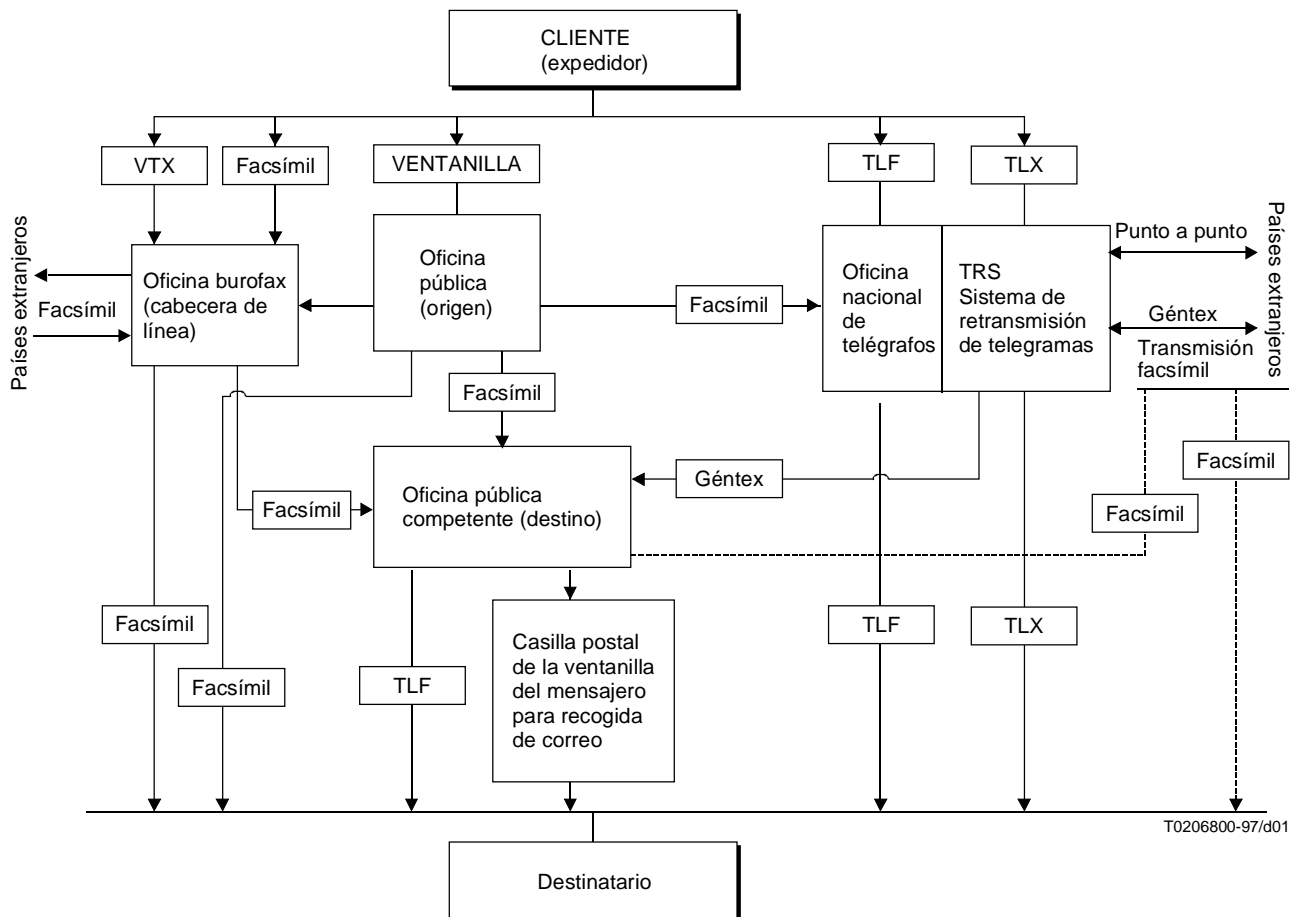 CLIENTE
(expedidor)
VTX
Facsímil
VENTANILLA
TLF
TLX
Países extranjeros
Facsímil
Oficina burofax
(cabecera de
línea)
Oficina
pública
(origen)
Facsímil
Oficina
nacional
de
telégrafos
TRS
Sistema de
retransmisión
de telegramas
Punto a punto
Géntex
Países extranjeros
Transmisión
facsímil
Facsímil
Facsímil
Oficina pública
competente (destino)
Géntex
Facsímil
Facsímil
Facsímil
Facsímil
TLF
Casilla postal
de la ventanilla
del mensajero
para recogida
de correo
TLF
TLX
Facsímil
T0206800-97/d01
Destinatario